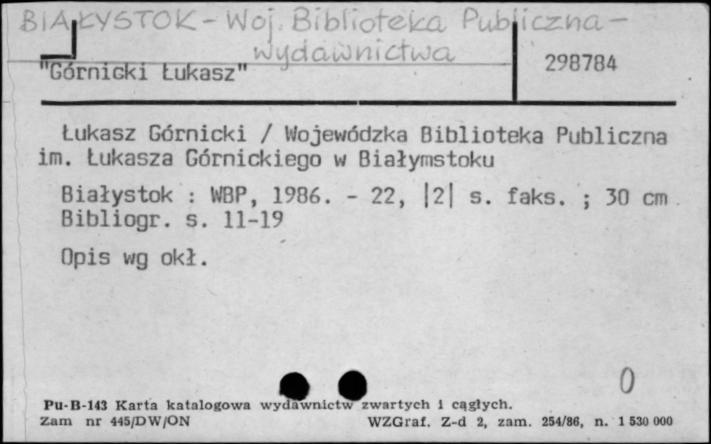 BIAŁYSTOK - Woj. Biblioteka Publiczna -
wydawnictwa
"Górnicki Łukasz"
298784
Łukasz Górnicki / Wojewódzka Biblioteka Publiczna
im. Łukasza Górnickiego w Białymstoku
Białystok : WBP, 1986. - 22, |2| s. faks. ; 30 cm
Bibliogr. s. 11-19
Opis wg okł.
0
Pu-B-143 Karta katalogowa wydawnictw zwartych i ciągłych.
Zam nr 445/DW/ON WZGraf. Z-d 2, zam. 254/86, n. 1 530 000